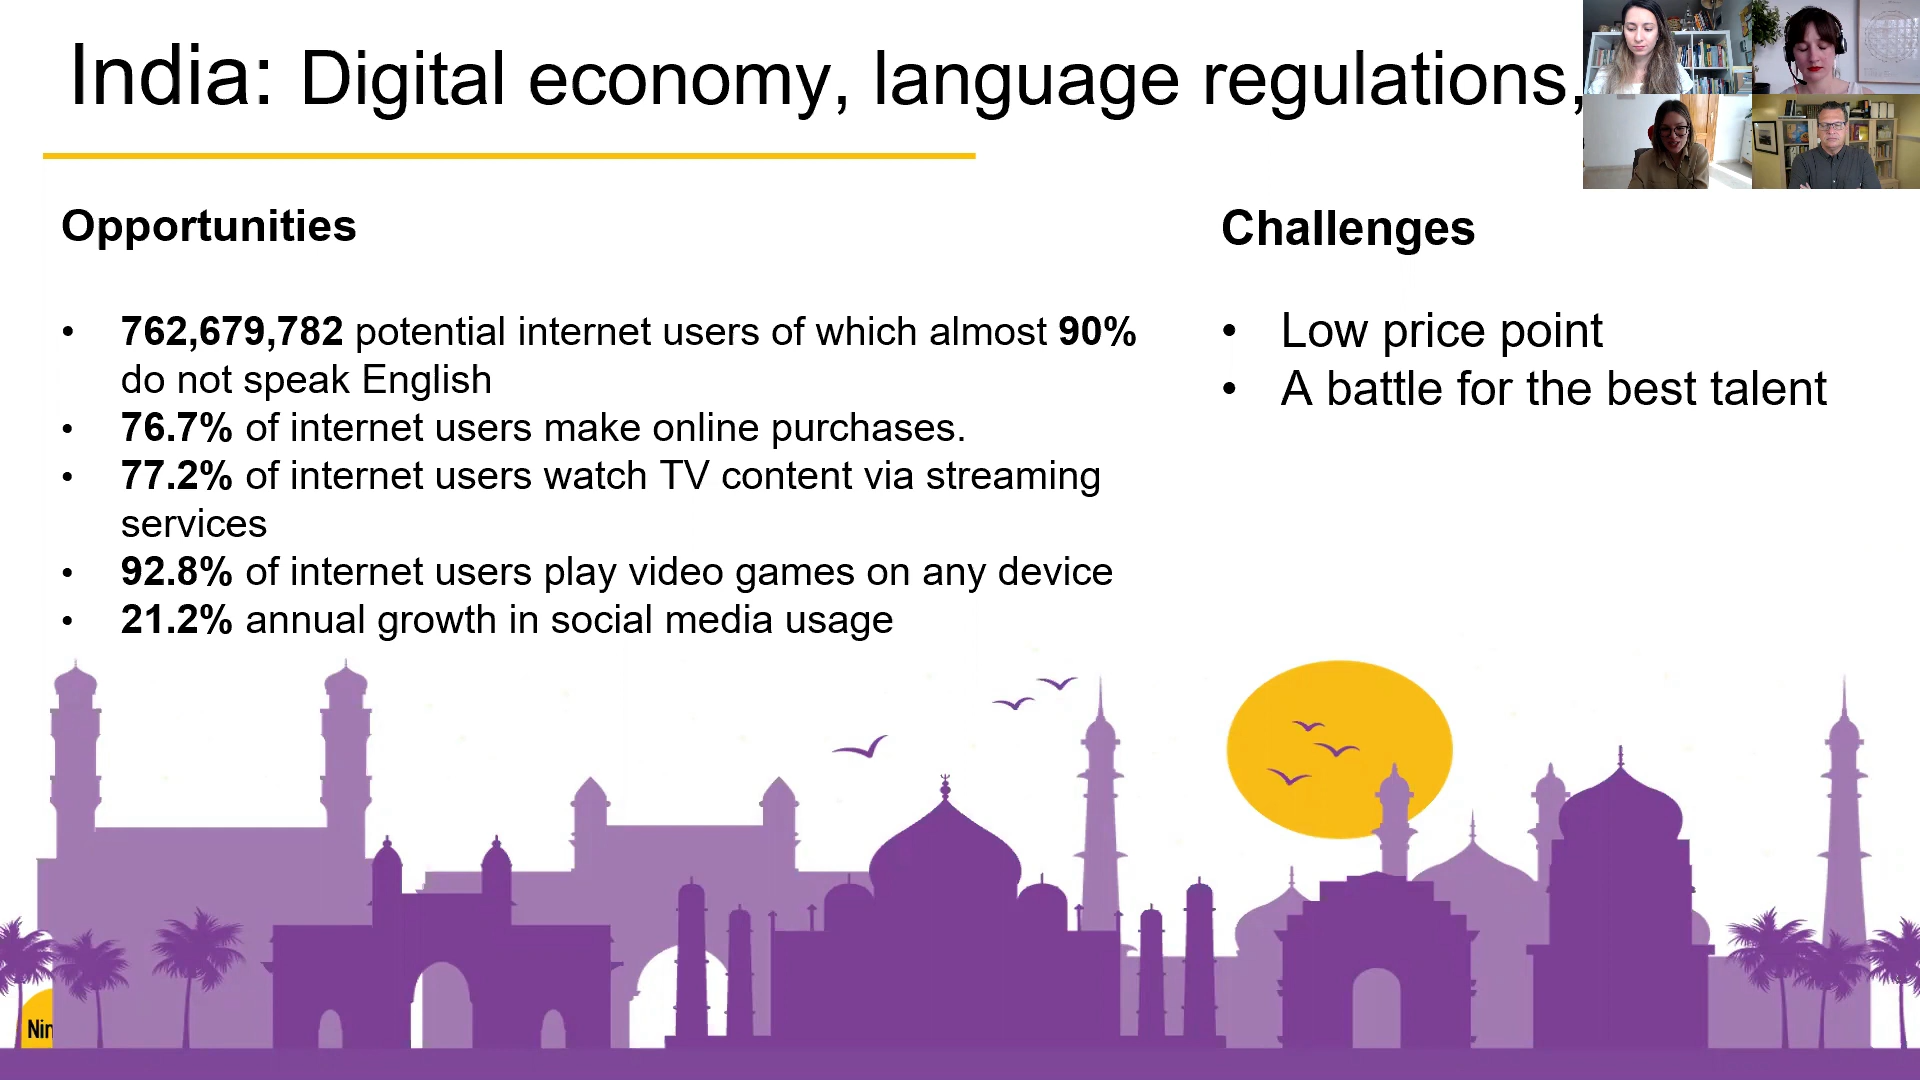 India: Digital economy, language regulations,
Opportunities
• 762,679,782 potential internet users of which almost 90%
do not speak English
• 76.7% of internet users make online purchases.
• 77.2% of internet users watch TV content via streaming
services
• 92.8% of internet users play video games on any device
• 21.2% annual growth in social media usage
Challenges
• Low price point
• A battle for the best talent
Nin